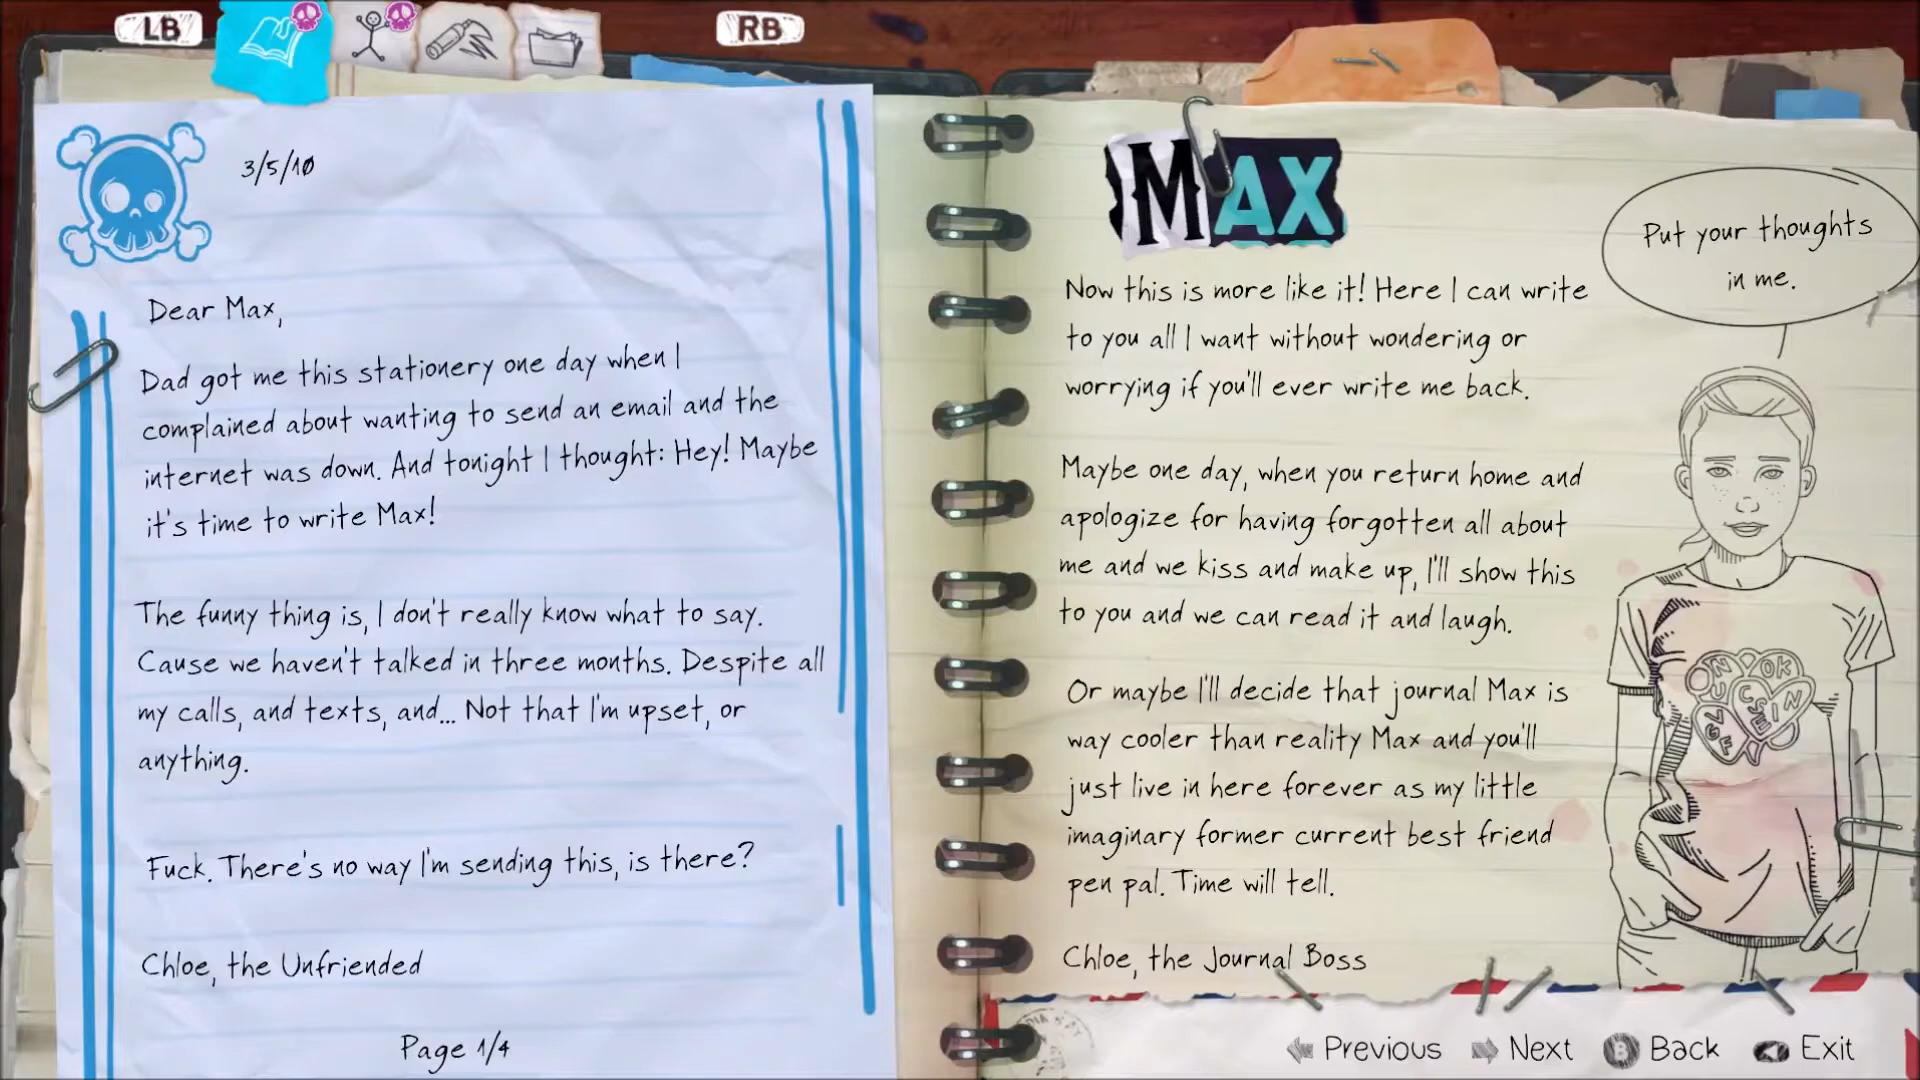 LB
RB
3/5/10
Dear Max,
Dad got me this stationery one day when I
complained about wanting to send an email and the
internet was down. And tonight I thought: Hey! Maybe
it's time to write Max!
The funny thing is, I don't really know what to say.
Cause we haven't talked in three months. Despite all
my calls, and texts, and... Not that I'm upset, or
anything.
Fuck. There's no way I'm sending this, is there?
Chloe, the Unfriended
Page 1/4
MAX
Now this is more like it! Here I can write
to you all I want without wondering or
worrying if you'll ever write me back.
Maybe one day, when you return home and
apologize for having forgotten all about
me and we kiss and make up, I'll show this
to you and we can read it and laugh.
Or maybe I'll decide that journal Max is
way cooler than reality Max and you'll
just live in here forever as my little
imaginary former current best friend
pen pal. Time will tell.
Chloe, the Journal Boss
Put your thoughts
in me.
Previous
Next
B Back
Exit